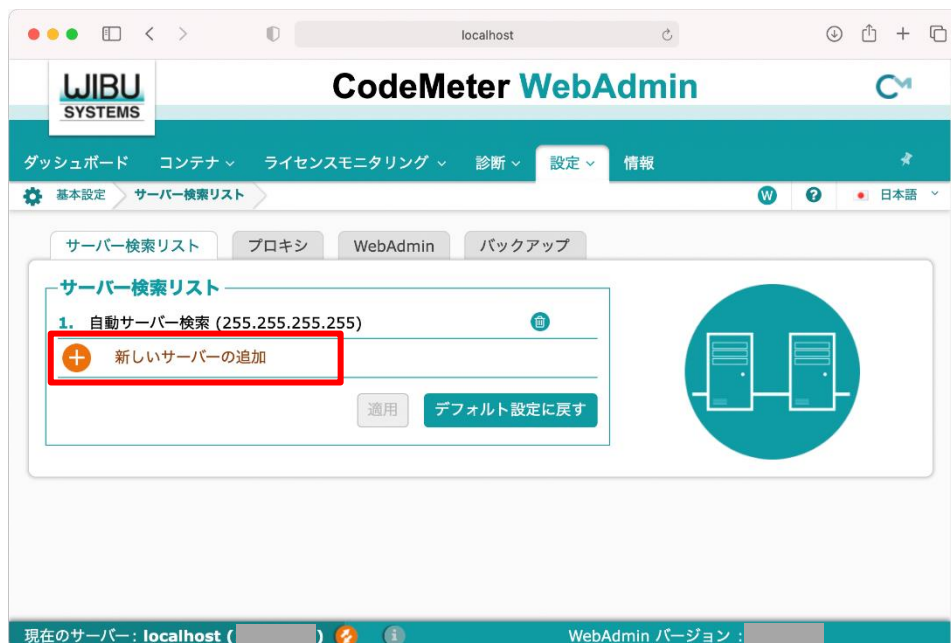 localhost
WIBU
SYSTEMS
CodeMeter WebAdmin
ダッシュボード コンテナ ライセンスモニタリング 診断 設定 情報
基本設定 サーバー検索リスト W ? 日本語
サーバー検索リスト プロキシ WebAdmin バックアップ
サーバー検索リスト
1. 自動サーバー検索 (255.255.255.255)
新しいサーバーの追加
適用 デフォルト設定に戻す
現在のサーバー: localhost ( ) i WebAdmin バージョン :